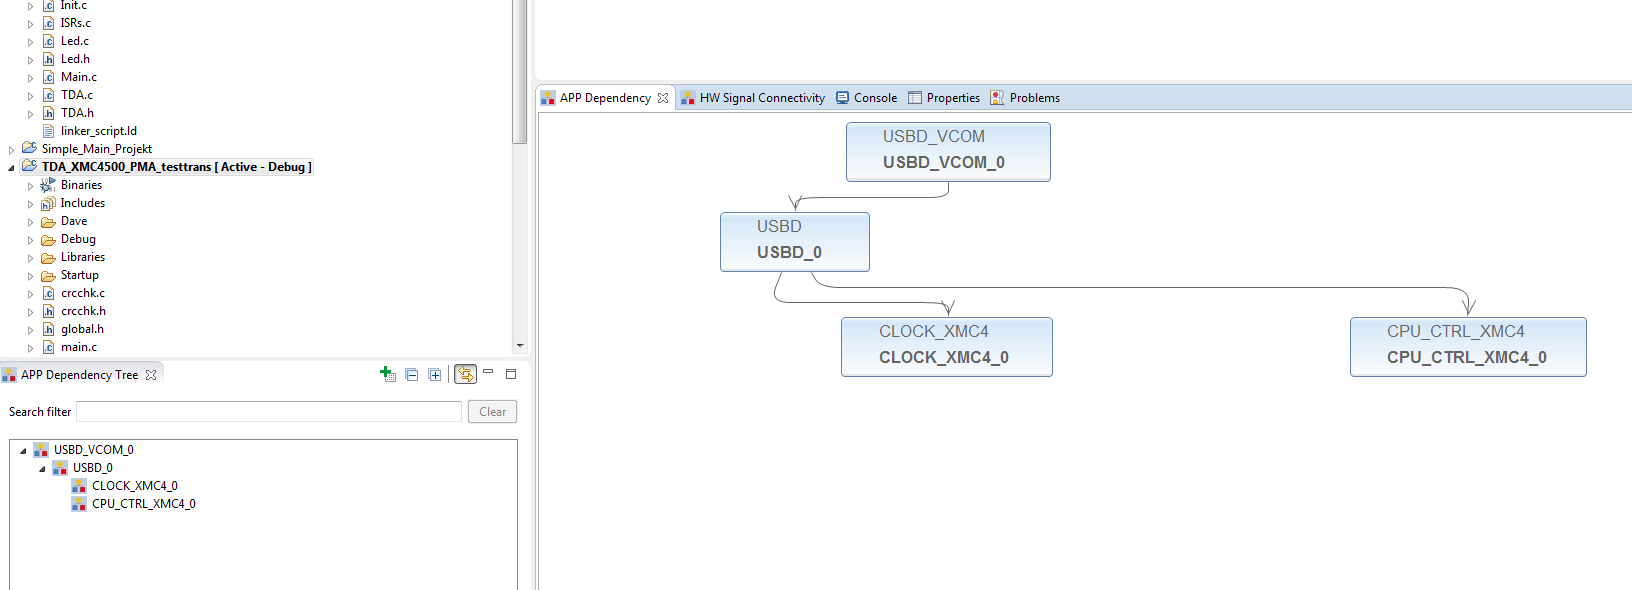 Init.c
ISRs.c
Led.c
Led.h
Main.c
TDA.c
TDA.h
linker_script.ld
Simple_Main_Projekt
TDA_XMC4500_PMA_testtrans [ Active - Debug ]
Binaries
Includes
Dave
Debug
Libraries
Startup
crcchk.c
crcchk.h
global.h
main.c
APP Dependency Tree
Search filter
Clear
USBD_VCOM_0
USBD_0
CLOCK_XMC4_0
CPU_CTRL_XMC4_0
APP Dependency HW Signal Connectivity Console Properties Problems
USBD_VCOM
USBD_VCOM_0
USBD
USBD_0
CLOCK_XMC4
CLOCK_XMC4_0
CPU_CTRL_XMC4
CPU_CTRL_XMC4_0